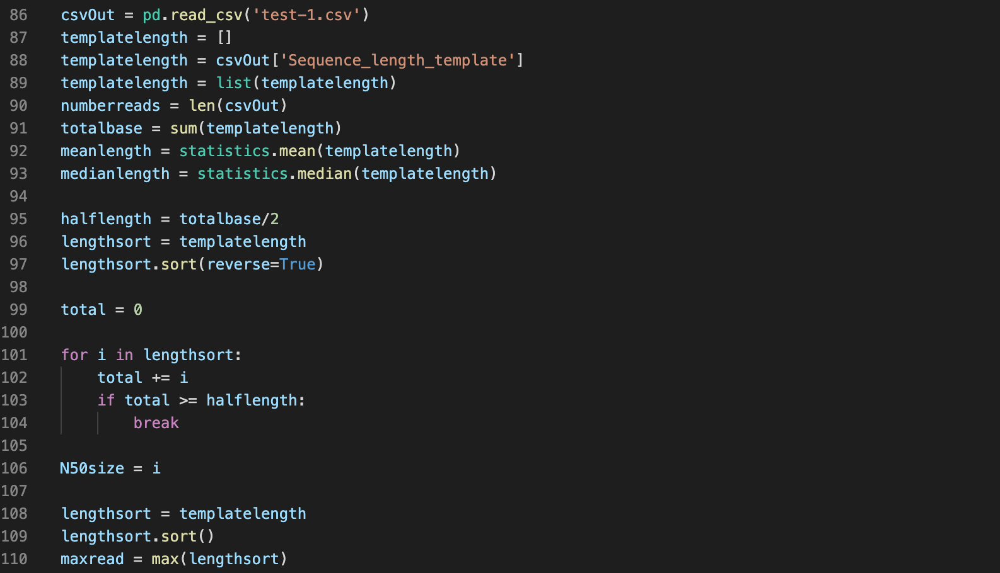 86 csvOut = pd.read_csv('test-1.csv')
87 templatelength = []
88 templatelength = csvOut['Sequence_length_template']
89 templatelength = list(templatelength)
90 numberreads = len(csvOut)
91 totalbase = sum(templatelength)
92 meanlength = statistics.mean(templatelength)
93 medianlength = statistics.median(templatelength)
94
95 halflength = totalbase/2
96 lengthsort = templatelength
97 lengthsort.sort(reverse=True)
98
99 total = 0
100
101 for i in lengthsort:
102     total += i
103     if total >= halflength:
104         break
105
106 N50size = i
107
108 lengthsort = templatelength
109 lengthsort.sort()
110 maxread = max(lengthsort)